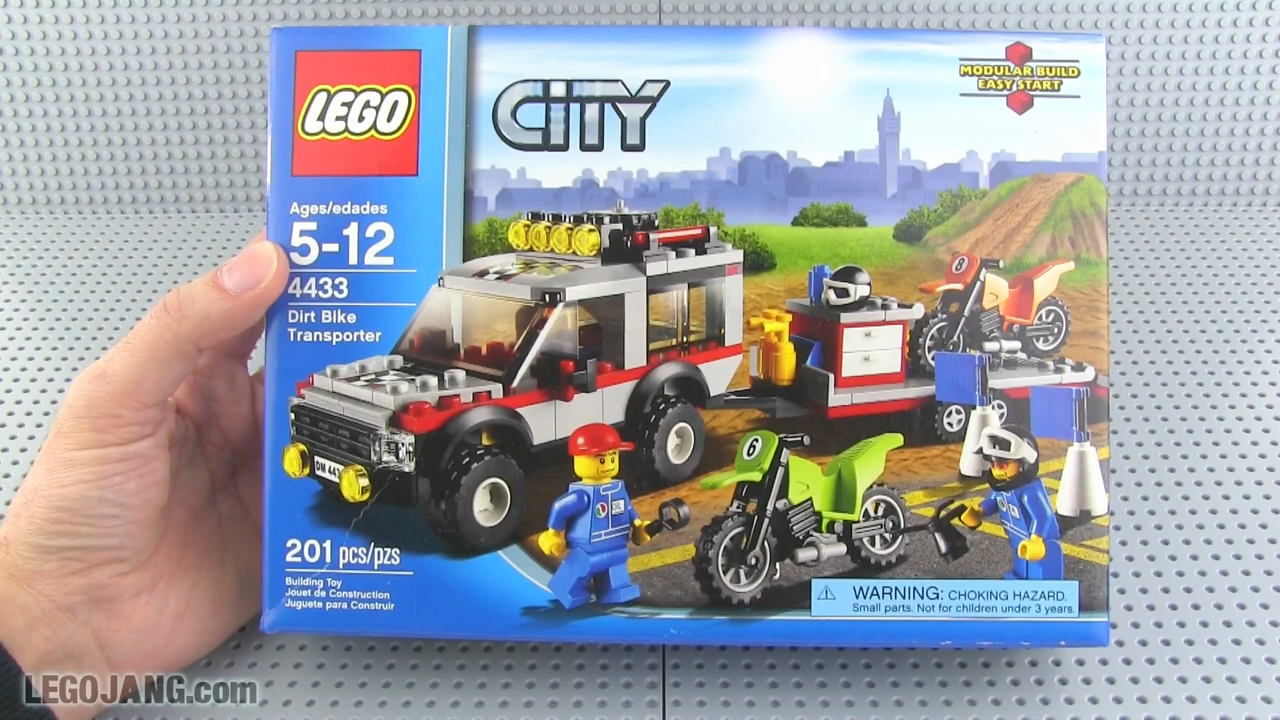 LEGO
CITY
MODULAR BUILD
EASY START
Ages/edades
5-12
4433
Dirt Bike
Transporter
8
6
201 pcs/pzs
Building Toy
Jouet de Construction
Juguete para Construir
WARNING: CHOKING HAZARD.
Small parts. Not for children under 3 years.
LEGOJANG.com